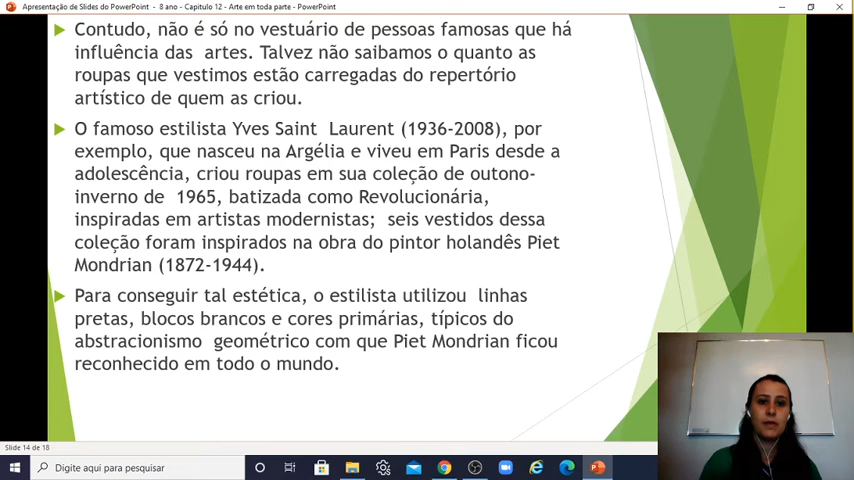 Apresentação de Slides do PowerPoint - 8 ano - Capitulo 12 - Arte em toda parte - PowerPoint
Contudo, não é só no vestuário de pessoas famosas que há
influência das artes. Talvez não saibamos o quanto as
roupas que vestimos estão carregadas do repertório
artístico de quem as criou.
O famoso estilista Yves Saint Laurent (1936-2008), por
exemplo, que nasceu na Argélia e viveu em Paris desde a
adolescência, criou roupas em sua coleção de outono-
inverno de 1965, batizada como Revolucionária,
inspiradas em artistas modernistas; seis vestidos dessa
coleção foram inspirados na obra do pintor holandês Piet
Mondrian (1872-1944).
Para conseguir tal estética, o estilista utilizou linhas
pretas, blocos brancos e cores primárias, típicos do
abstracionismo geométrico com que Piet Mondrian ficou
reconhecido em todo o mundo.
Slide 14 de 18
Digite aqui para pesquisar